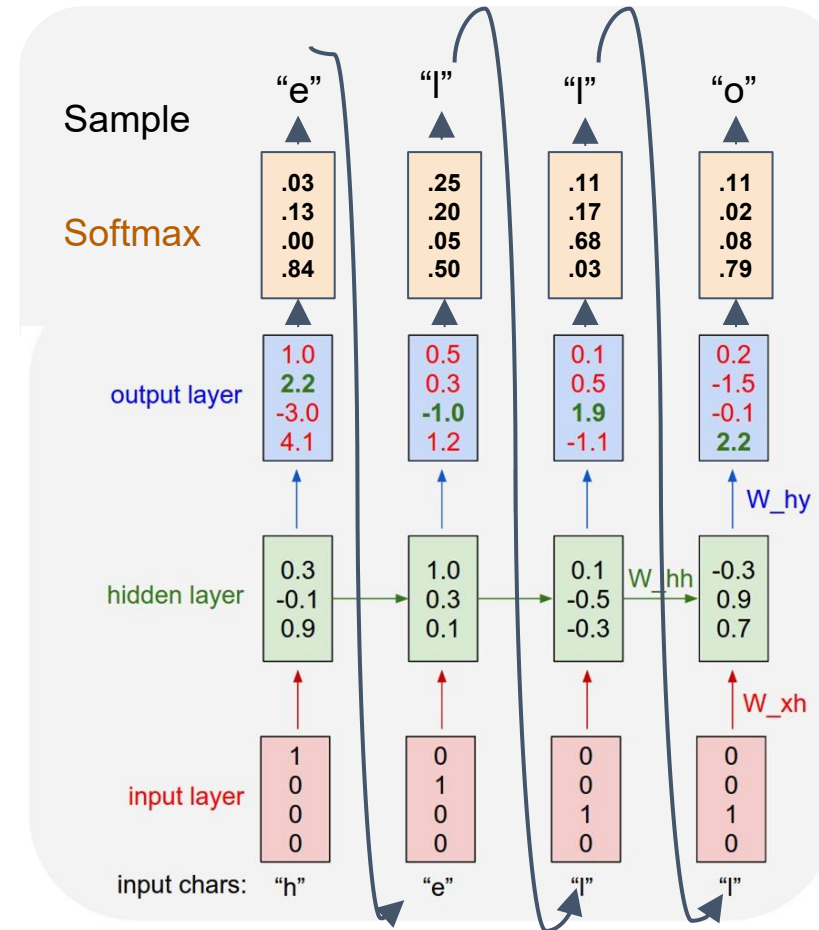 “e” “l” “l” “o”
Sample
.03 .25 .11 .11
.13 .20 .17 .02
Softmax
.00 .05 .68 .08
.84 .50 .03 .79
1.0 0.5 0.1 0.2
2.2 0.3 0.5 -1.5
output layer
-3.0 -1.0 1.9 -0.1
4.1 1.2 -1.1 2.2
W_hy
0.3 1.0 0.1 W_hh -0.3
hidden layer -0.1 0.3 -0.5 0.9
0.9 0.1 -0.3 0.7
W_xh
1 0 0 0
0 1 0 0
input layer
0 0 1 1
0 0 0 0
input chars: “h” “e” “l” “l”